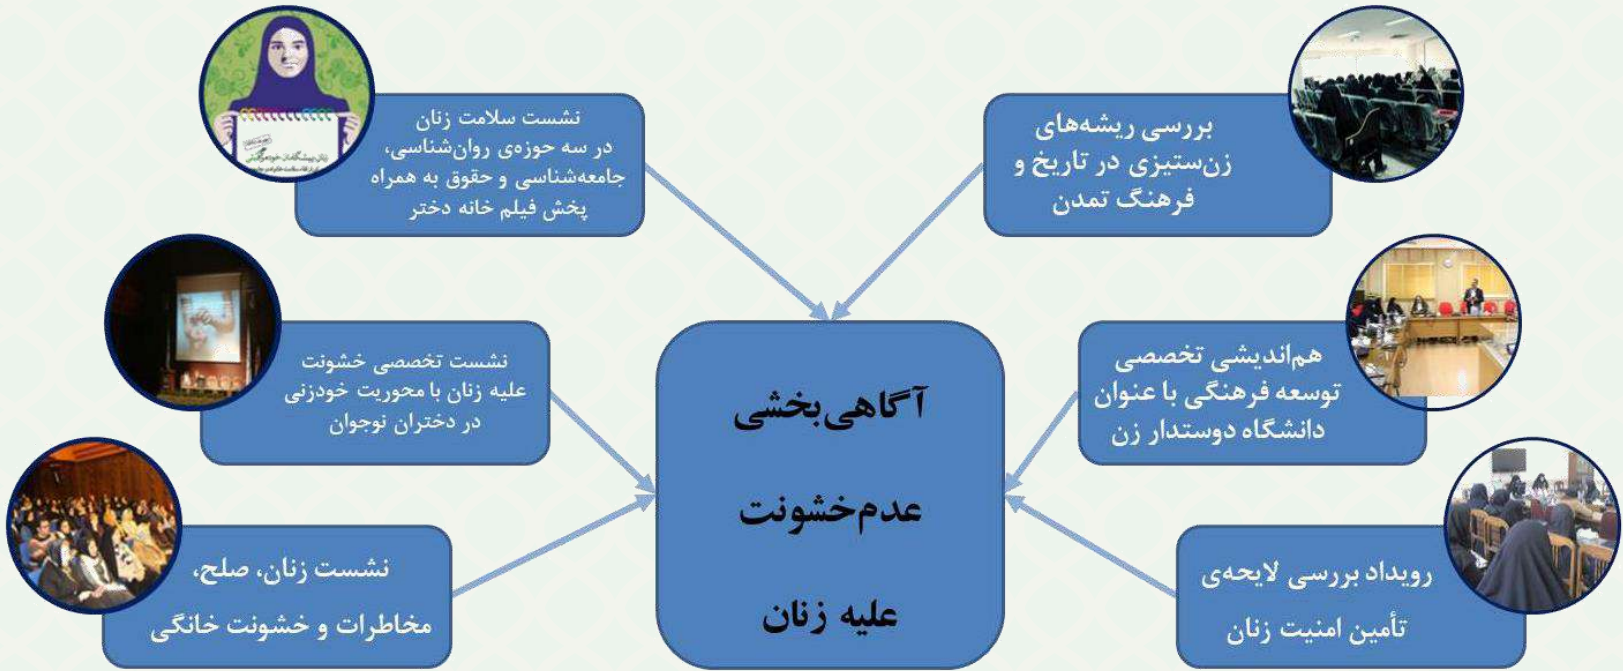 بررسی ریشه‌های
زن‌ستیزی در تاریخ و
فرهنگ تمدن
هم‌اندیشی تخصصی
توسعه فرهنگی با عنوان
دانشگاه دوستدار زن
رویداد بررسی لایحه‌ی
تأمین امنیت زنان
آگاهی‌بخشی
عدم‌خشونت
علیه زنان
نشست سلامت زنان
در سه حوزه‌ی روان‌شناسی،
جامعه‌شناسی و حقوق به همراه
پخش فیلم خانه دختر
نشست تخصصی خشونت
علیه زنان با محوریت خودزنی
در دختران نوجوان
نشست زنان، صلح،
مخاطرات و خشونت خانگی
زنان پیشگامان خودمراقبتی